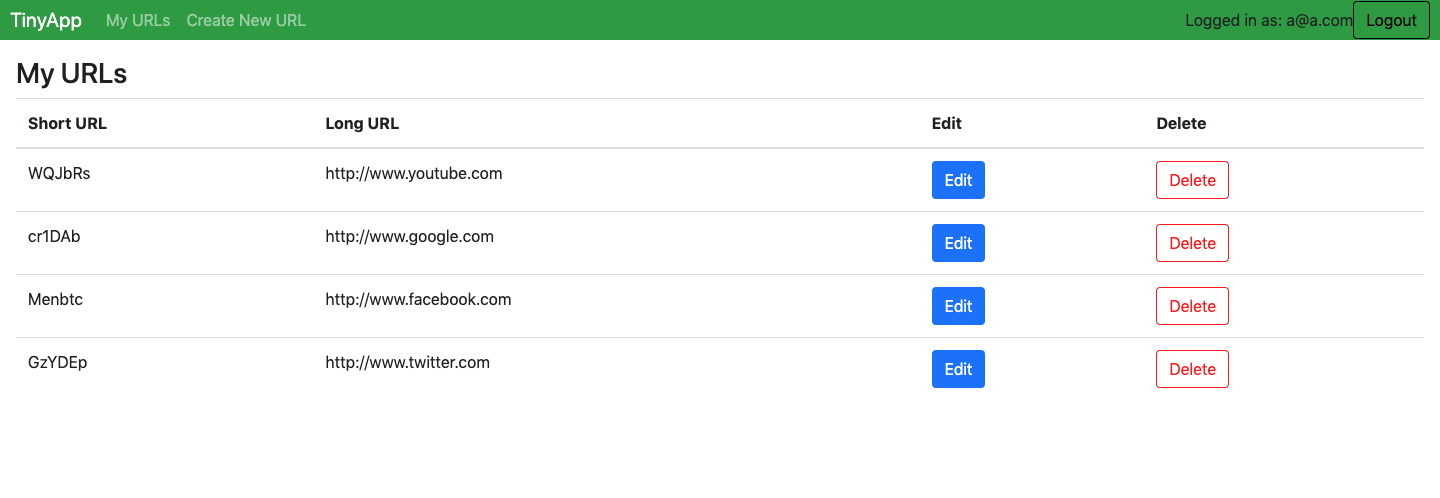 TinyApp My URLs Create New URL Logged in as: a@a.com Logout
My URLs
Short URL Long URL Edit Delete
WQJbRs http://www.youtube.com Edit Delete
cr1DAb http://www.google.com Edit Delete
Menbtc http://www.facebook.com Edit Delete
GzYDEp http://www.twitter.com Edit Delete